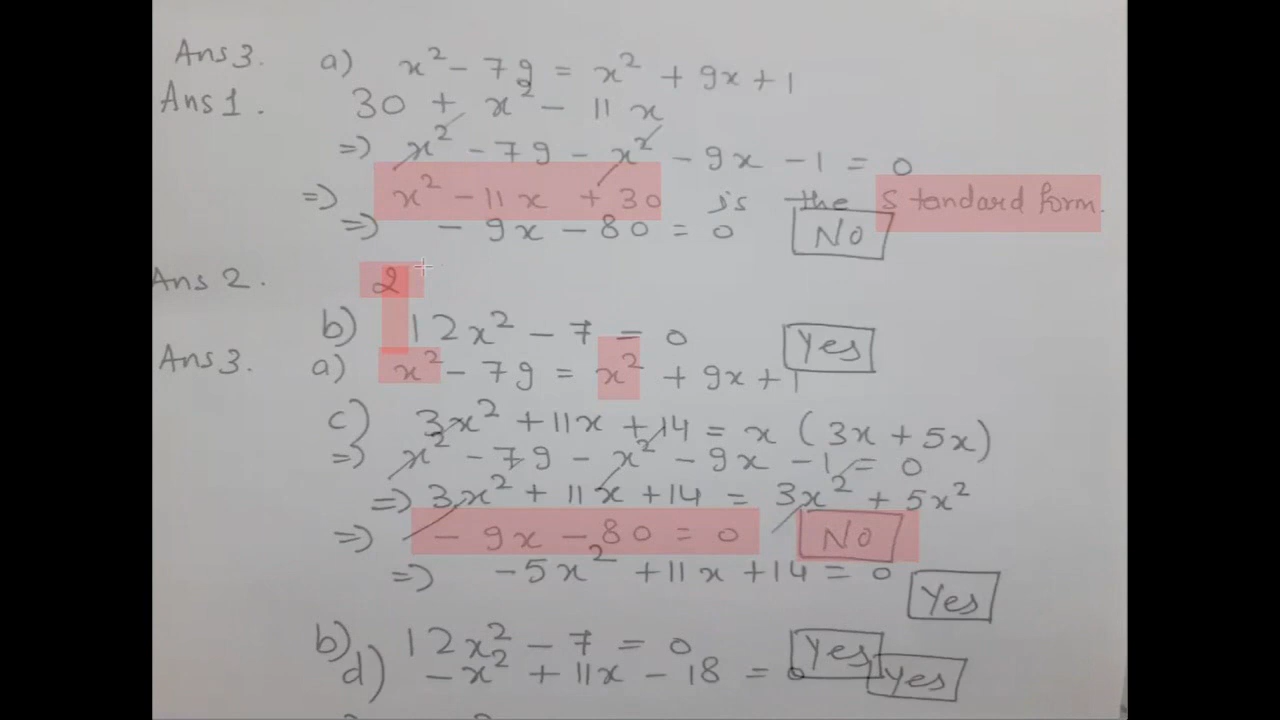 Ans 3. a) x² - 79 = x² + 9x + 1
Ans 1. 30 + x² - 11x
=) x² - 79 - x² - 9x - 1 = 0
=) x² - 11x + 30 is the standard form.
=) - 9x - 80 = 0 No
Ans 2. 2
b) 12x² - 7 = 0 Yes
Ans 3. a) x² - 79 = x² + 9x + 1
c) 3x² + 11x + 14 = x (3x + 5x)
=) x² - 79 - x² - 9x - 1 = 0
=) 3x² + 11x + 14 = 3x² + 5x²
=) - 9x - 80 = 0 No
=) -5x² + 11x + 14 = 0 Yes
b) 12x² - 7 = 0 Yes
d) -x² + 11x - 18 = 0 Yes